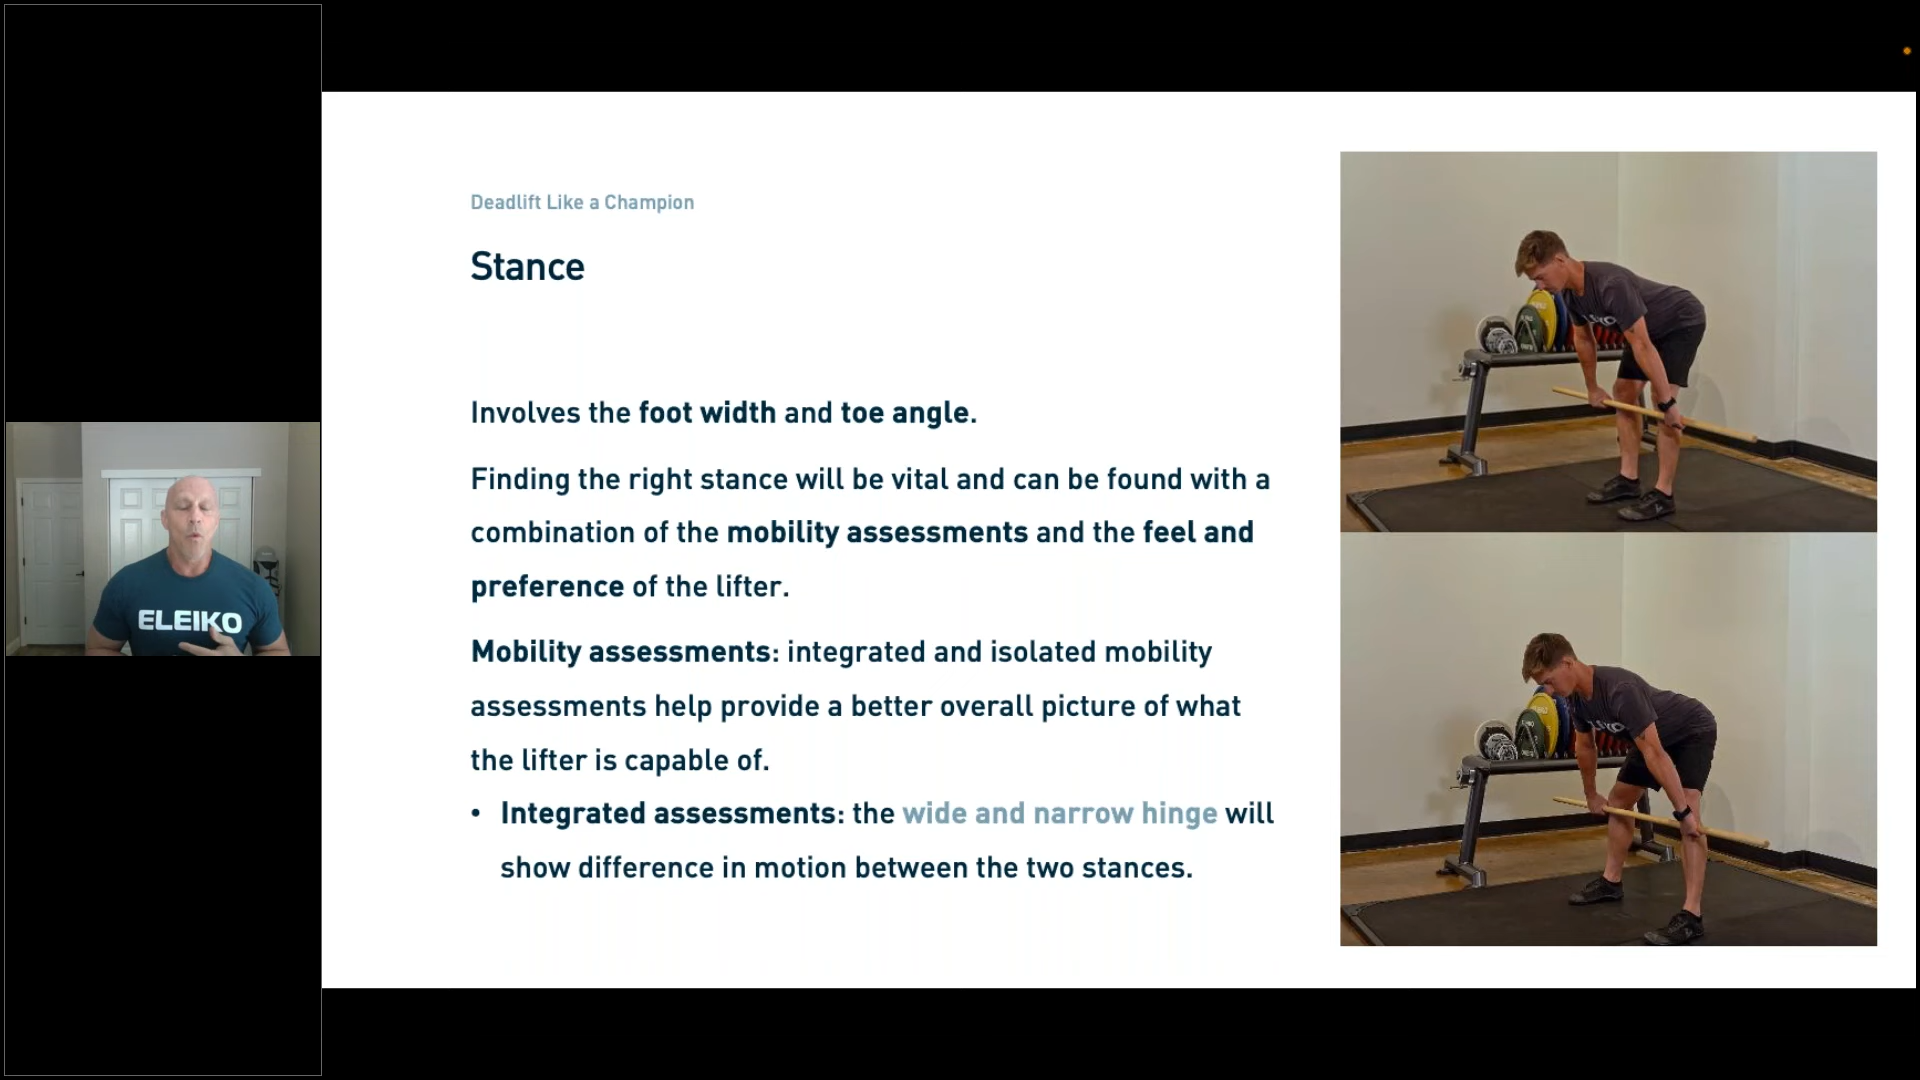 Deadlift Like a Champion
Stance
Involves the foot width and toe angle.
Finding the right stance will be vital and can be found with a
combination of the mobility assessments and the feel and
preference of the lifter.
Mobility assessments: integrated and isolated mobility
assessments help provide a better overall picture of what
the lifter is capable of.
• Integrated assessments: the wide and narrow hinge will
show difference in motion between the two stances.
ELEIKO